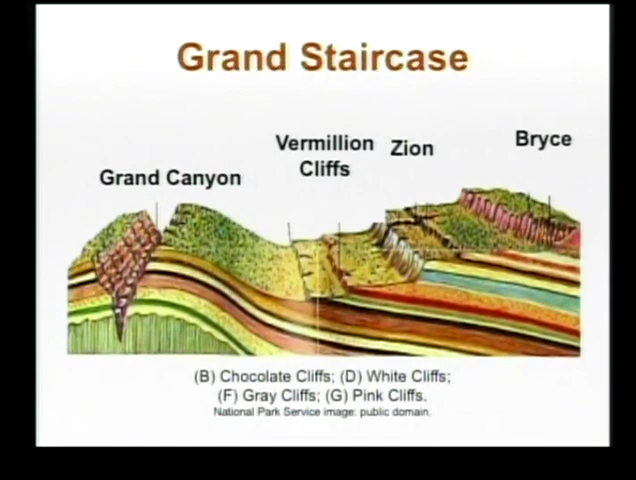 Grand Staircase
Vermillion
Cliffs
Zion
Bryce
Grand Canyon
(B) Chocolate Cliffs; (D) White Cliffs;
(F) Gray Cliffs; (G) Pink Cliffs.
National Park Service image: public domain.